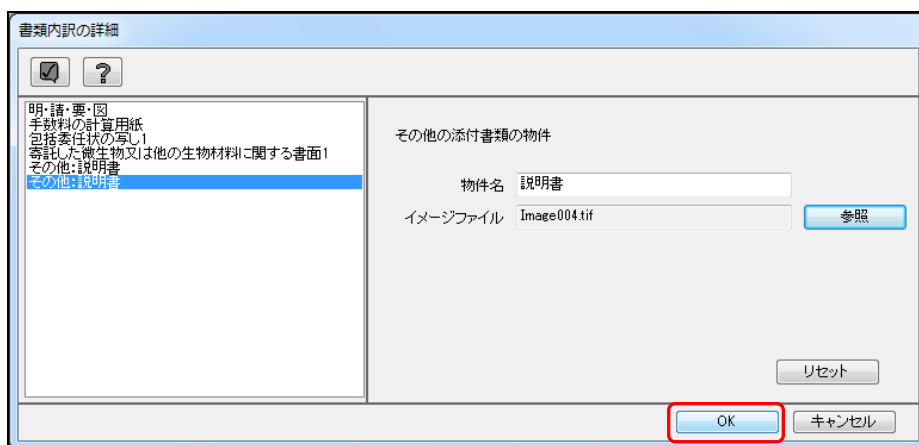 書類内訳の詳細
?
明・請・要・図
手数料の計算用紙
包括委任状の写し1
寄託した微生物又は他の生物材料に関する書面1
その他:説明書
その他:説明書
その他の添付書類の物件
物件名 説明書
イメージファイル Image004.tif 参照
リセット
OK キャンセル